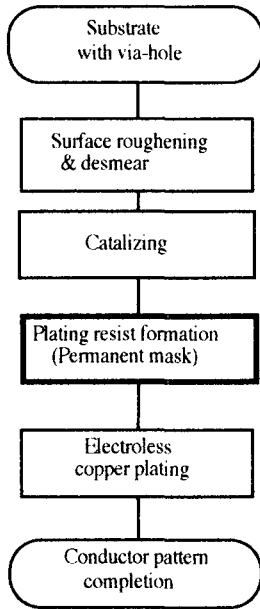 Substrate
with via-hole
Surface roughening
& desmear
Catalizing
Plating resist formation
(Permanent mask)
Electroless
copper plating
Conductor pattern
completion